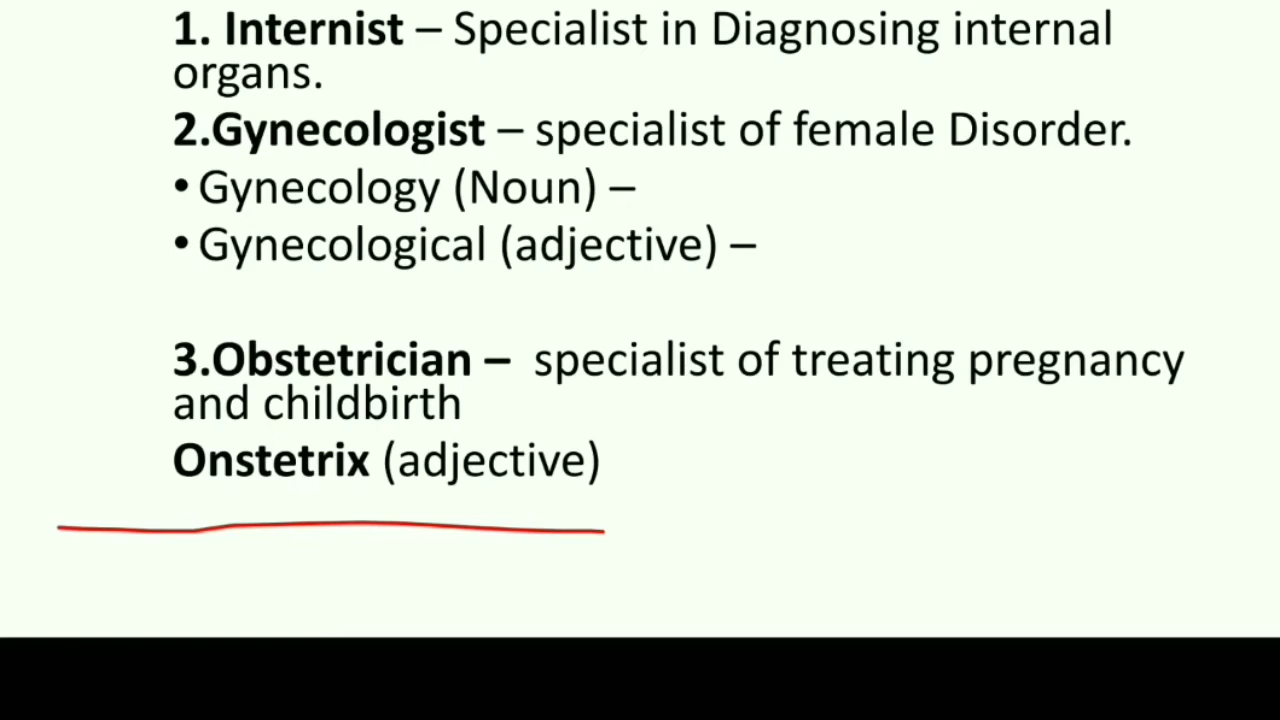 1. Internist – Specialist in Diagnosing internal
organs.
2.Gynecologist – specialist of female Disorder.
• Gynecology (Noun) –
• Gynecological (adjective) –
3.Obstetrician – specialist of treating pregnancy
and childbirth
Onstetrix (adjective)